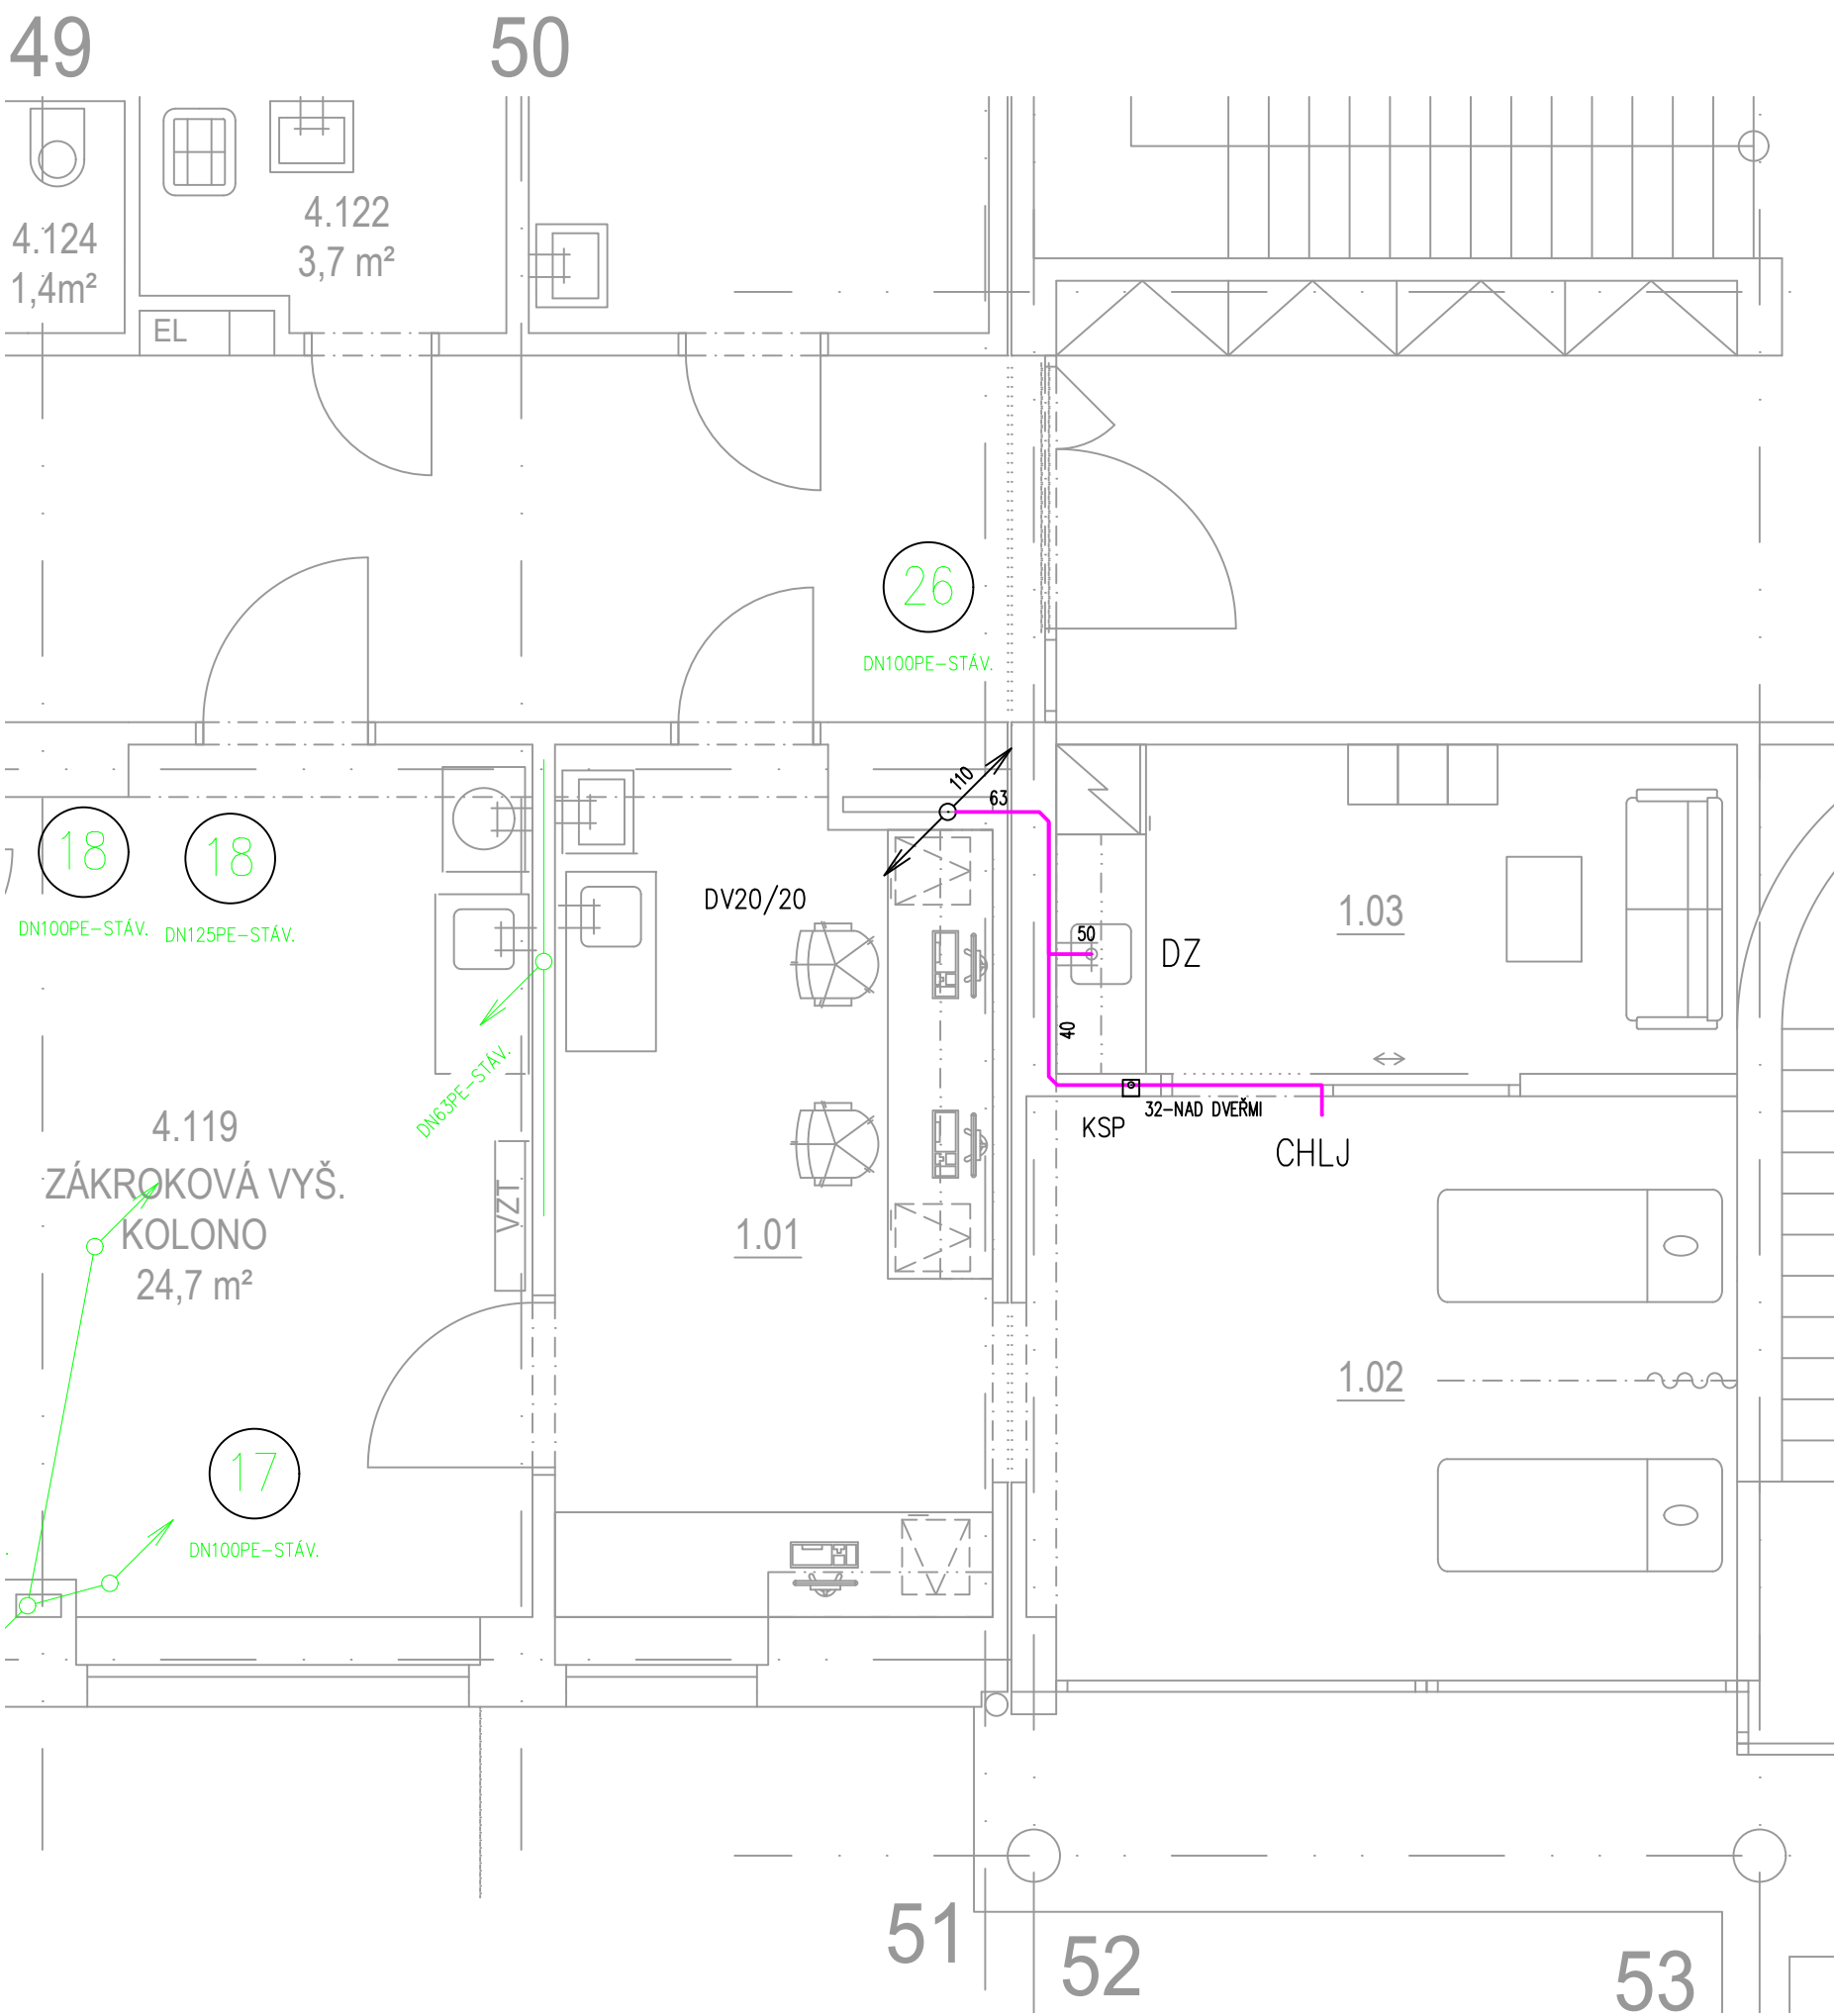 49
50
4.122
3,7 m²
4.124
1,4m²
EL
26
DN100PE-STÁV.
110
63
18
18
DN100PE-STÁV.
DN125PE-STÁV.
DV20/20
50
DZ
1.03
40
DN63PE-STÁV.
32-NAD DVEŘMI
KSP
CHLJ
4.119
ZÁKROKOVÁ VYŠ.
KOLONO
24,7 m²
VZT
1.01
1.02
17
DN100PE-STÁV.
51
52
53